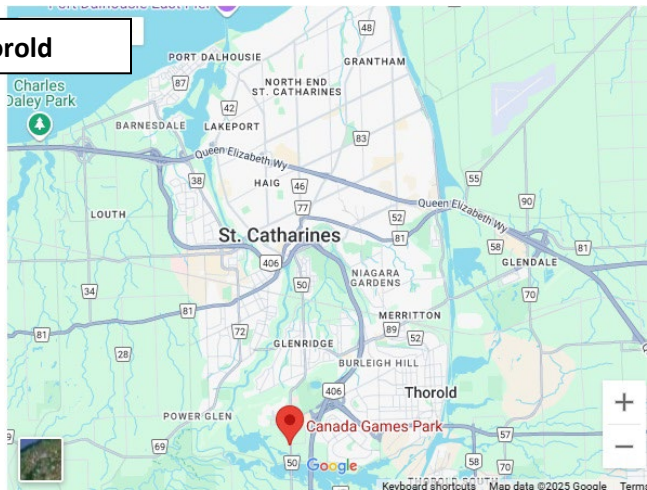 orold
Port Dalhousie East Pier
48
PORT DALHOUSIE
GRANTHAM
Charles
Daley Park
87
NORTH END
ST. CATHARINES
42
BARNESDALE
LAKEPORT
83
Queen Elizabeth Wy
38
HAIG
46
55
LOUTH
77
52
Queen Elizabeth Wy
90
St. Catharines
81
58
81
406
GLENDALE
34
50
NIAGARA
GARDENS
70
81
72
MERRITTON
28
89
52
GLENRIDGE
BURLEIGH HILL
406
Thorold
POWER GLEN
Canada Games Park
69
57
50
Google
58
70
THOROLD SOUTH
Keyboard shortcuts
Map data ©2025 Google
Terms